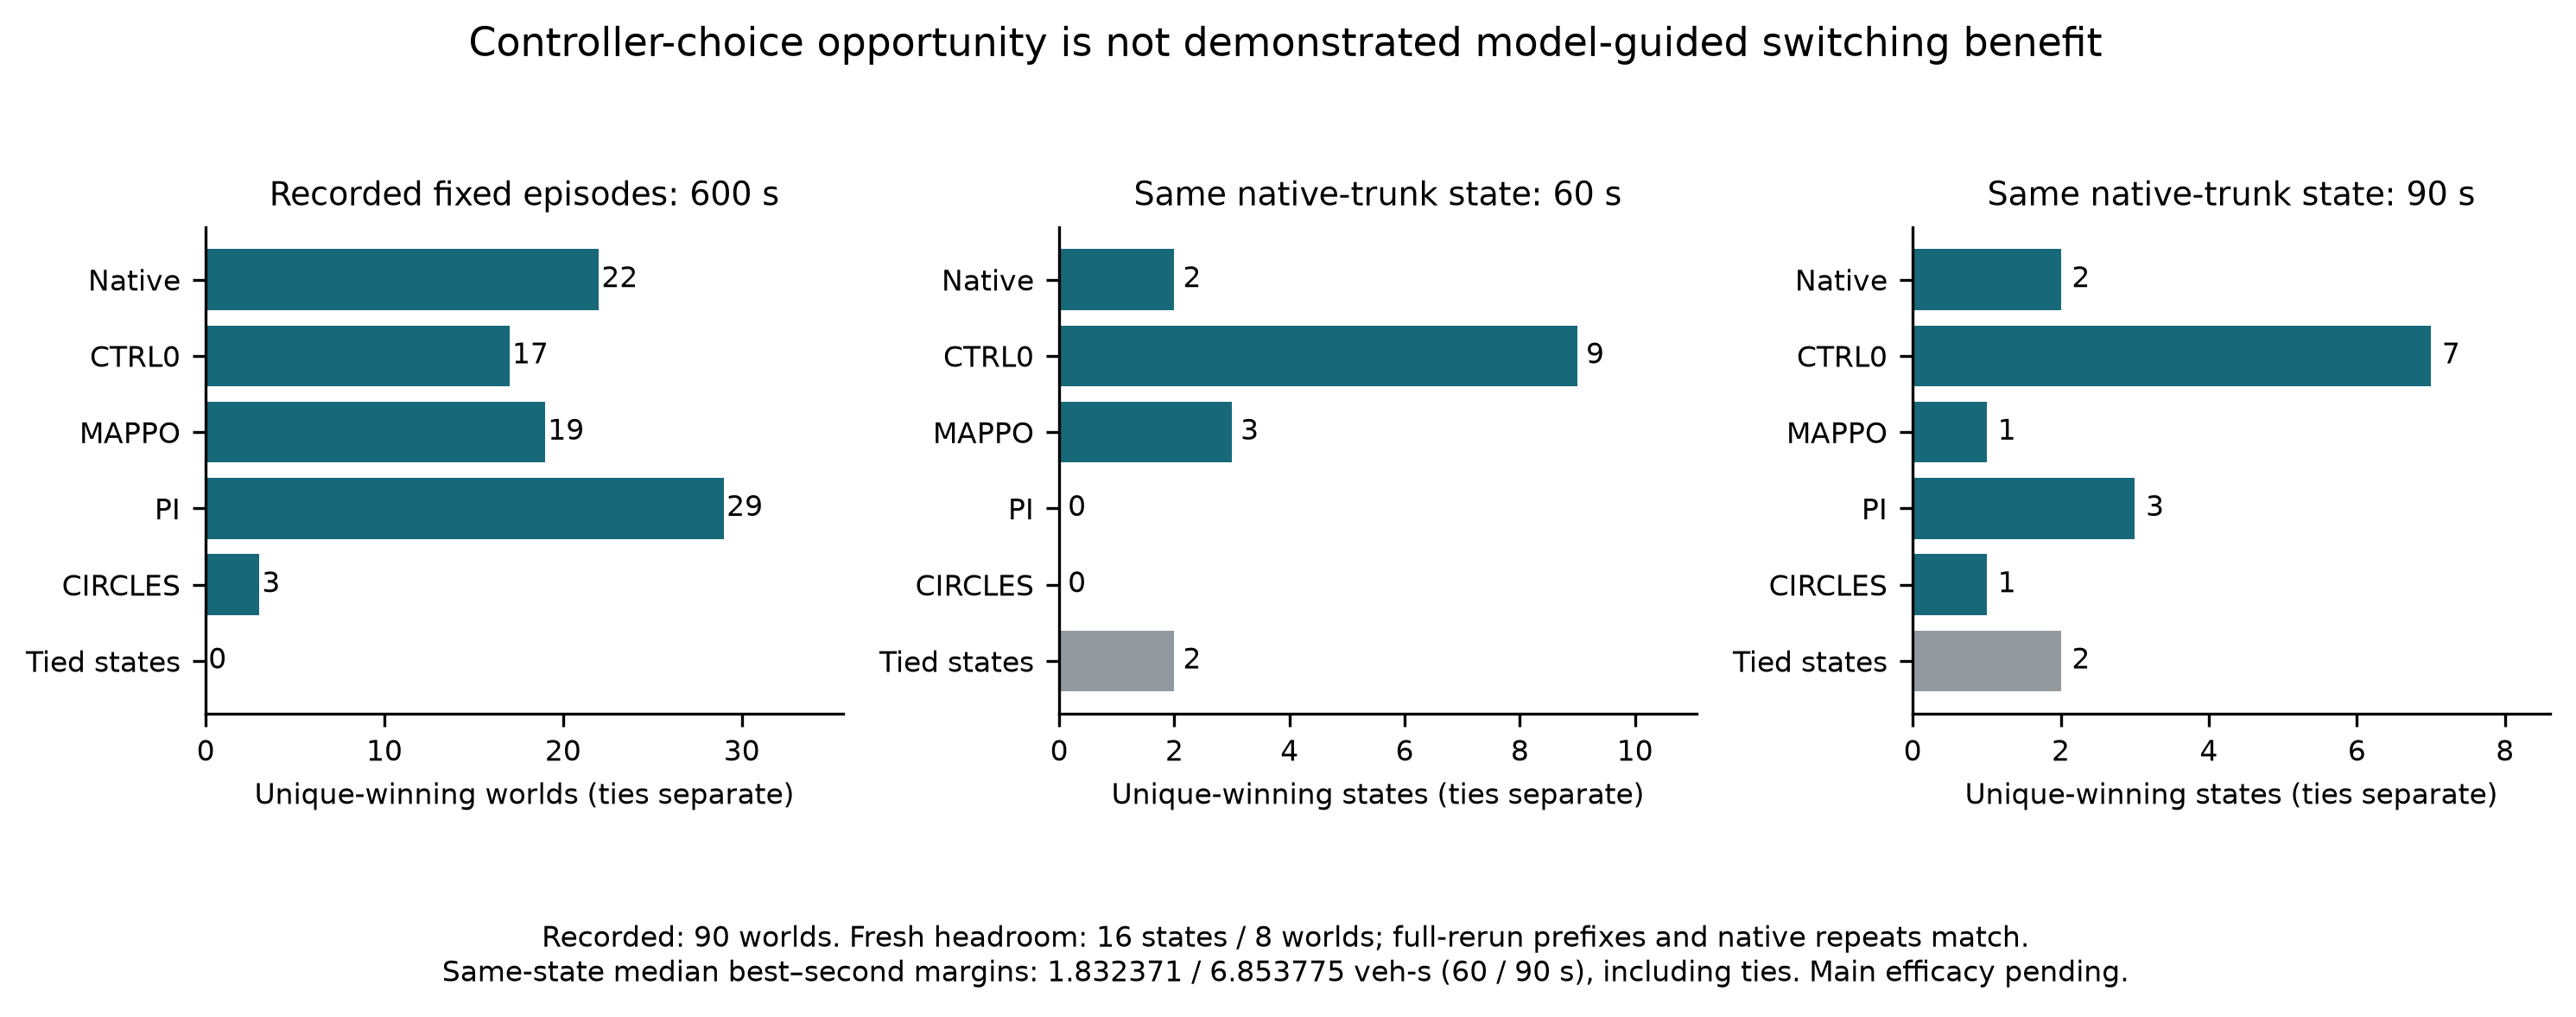 Controller-choice opportunity is not demonstrated model-guided switching benefit
Recorded fixed episodes: 600 s
Native
22
CTRL0
17
MAPPO
19
PI
29
CIRCLES
3
Tied states
0
0
10
20
30
Unique-winning worlds (ties separate)
Same native-trunk state: 60 s
Native
2
CTRL0
9
MAPPO
3
PI
0
CIRCLES
0
Tied states
2
0
2
4
6
8
10
Unique-winning states (ties separate)
Same native-trunk state: 90 s
Native
2
CTRL0
7
MAPPO
1
PI
3
CIRCLES
1
Tied states
2
0
2
4
6
8
Unique-winning states (ties separate)
Recorded: 90 worlds. Fresh headroom: 16 states / 8 worlds; full-rerun prefixes and native repeats match.
Same-state median best–second margins: 1.832371 / 6.853775 veh-s (60 / 90 s), including ties. Main efficacy pending.